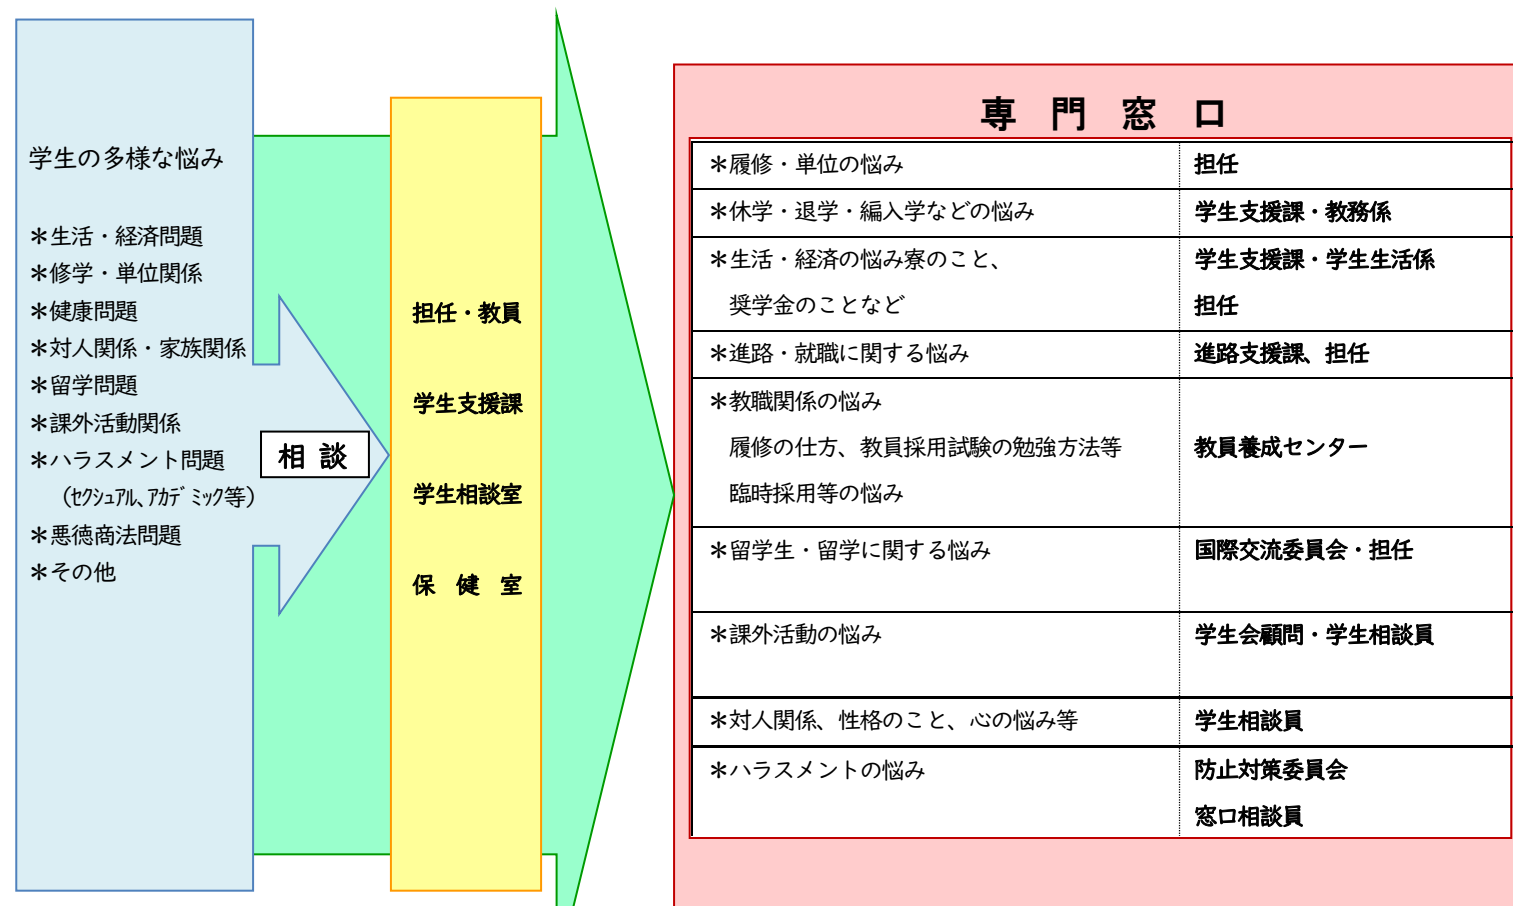 学生の多様な悩み
＊生活・経済問題
＊修学・単位関係
＊健康問題
＊対人関係・家族関係
＊留学問題
＊課外活動関係
＊ハラスメント問題
（ｾｸｼｭｱﾙ、ｱｶﾃﾞﾐｯｸ等）
＊悪徳商法問題
＊その他
相 談
担任・教員
学生支援課
学生相談室
保　健　室
専　門　窓　口
＊履修・単位の悩み　担任
＊休学・退学・編入学などの悩み　学生支援課・教務係
＊生活・経済の悩み寮のこと、　学生支援課・学生生活係
奨学金のことなど　担任
＊進路・就職に関する悩み　進路支援課、担任
＊教職関係の悩み
履修の仕方、教員採用試験の勉強方法等　教員養成センター
臨時採用等の悩み
＊留学生・留学に関する悩み　国際交流委員会・担任
＊課外活動の悩み　学生会顧問・学生相談員
＊対人関係、性格のこと、心の悩み等　学生相談員
＊ハラスメントの悩み　防止対策委員会
窓口相談員